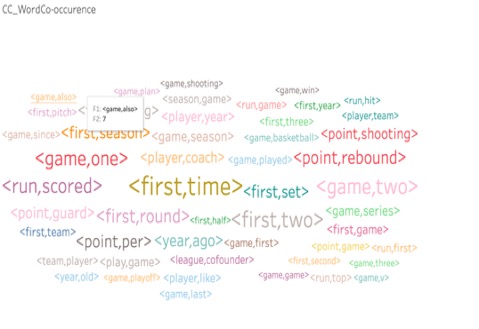 CC_WordCo-occurence
<game,shooting>
<game,plan>
<game,win>
<game,also>
<season,game>
<run,hit>
F1: <game,also>
F2: 7
g>
<run,game>
<first,year>
<first,pitch>
<player,year>
<player,team>
<first,three>
<game,since>
<first,season>
<game,season>
<game,basketball>
<point,shooting>
<game,one>
<player,coach>
<game,played>
<point,rebound>
<run,scored>
<first,time>
<first,set>
<game,two>
<point,guard>
<first,round>
<first,half>
<first,two>
<game,series>
<first,team>
<first,game>
<point,per>
<year,ago>
<game,first>
<point,game>
<run,first>
<team,player>
<play,game>
<league,cofounder>
<first,second>
<game,three>
<year,old>
<game,playoff>
<player,like>
<game,game>
<run,top>
<game,v>
<game,last>